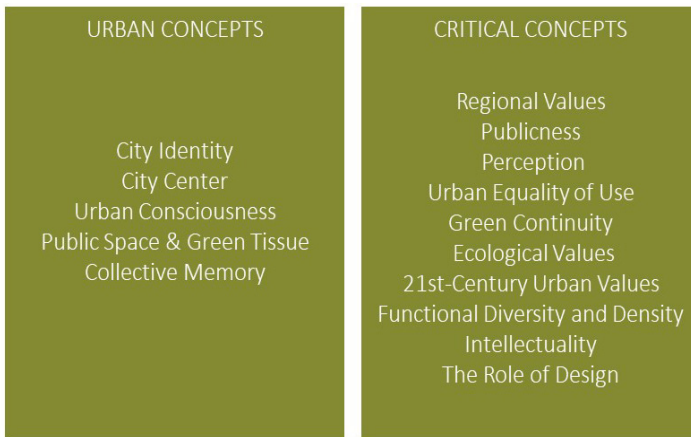 URBAN CONCEPTS
City Identity
City Center
Urban Consciousness
Public Space & Green Tissue
Collective Memory
CRITICAL CONCEPTS
Regional Values
Publicness
Perception
Urban Equality of Use
Green Continuity
Ecological Values
21st-Century Urban Values
Functional Diversity and Density
Intellectuality
The Role of Design